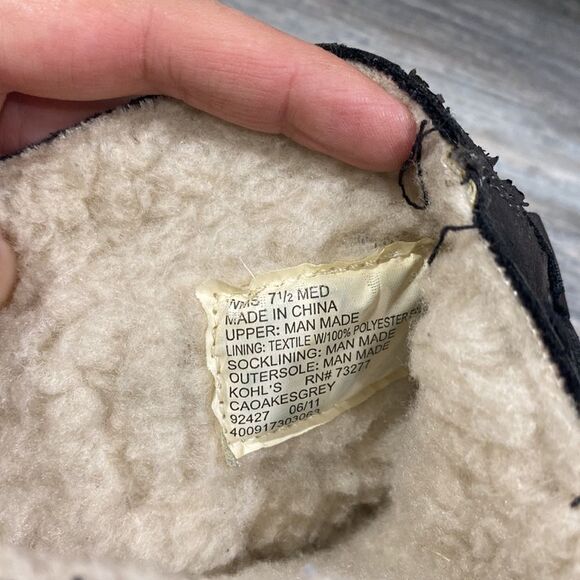 WMS 7½ MED
MADE IN CHINA
UPPER: MAN MADE
LINING: TEXTILE W/100% POLYESTER
SOCKLINING: MAN MADE
OUTERSOLE: MAN MADE
KOHL'S RN# 73277
CAOAKESGREY
92427 06/11
400917303063